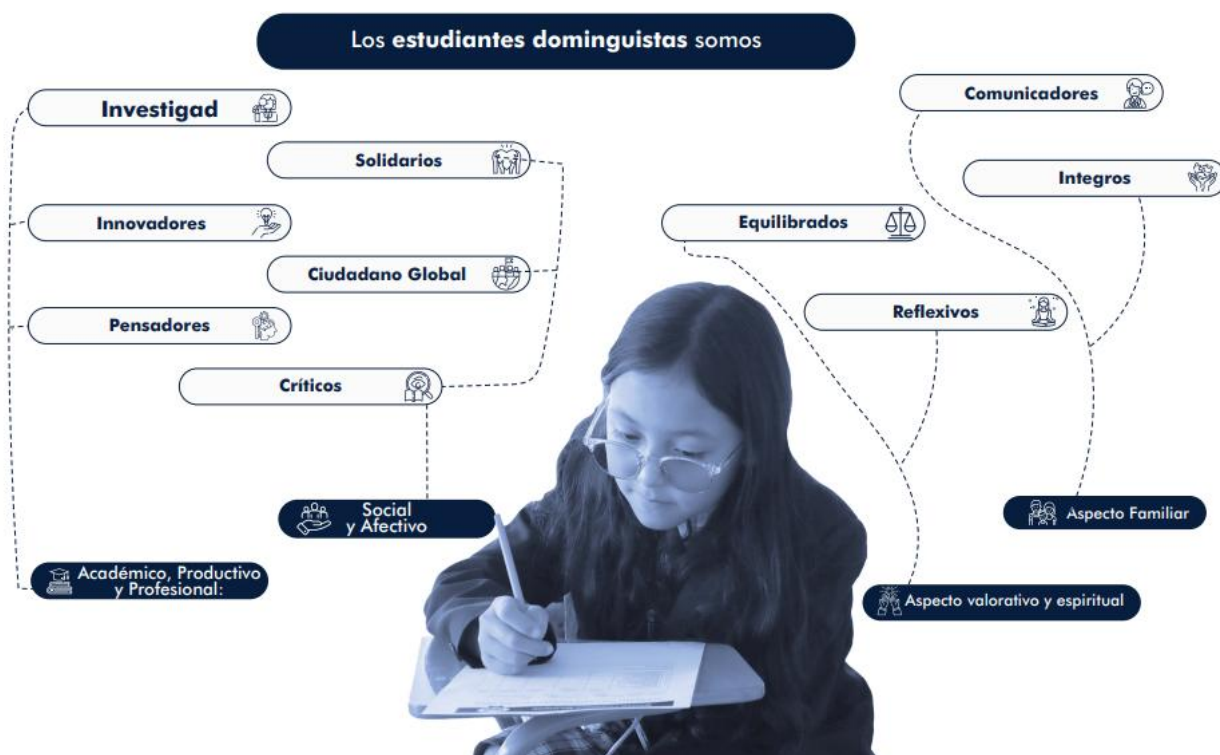 Los estudiantes dominguistas somos
Investigad
Solidarios
Innovadores
Ciudadano Global
Pensadores
Críticos
Social
y Afectivo
Académico, Productivo
y Profesional:
Comunicadores
Integros
Equilibrados
Reflexivos
Aspecto Familiar
Aspecto valorativo y espiritual